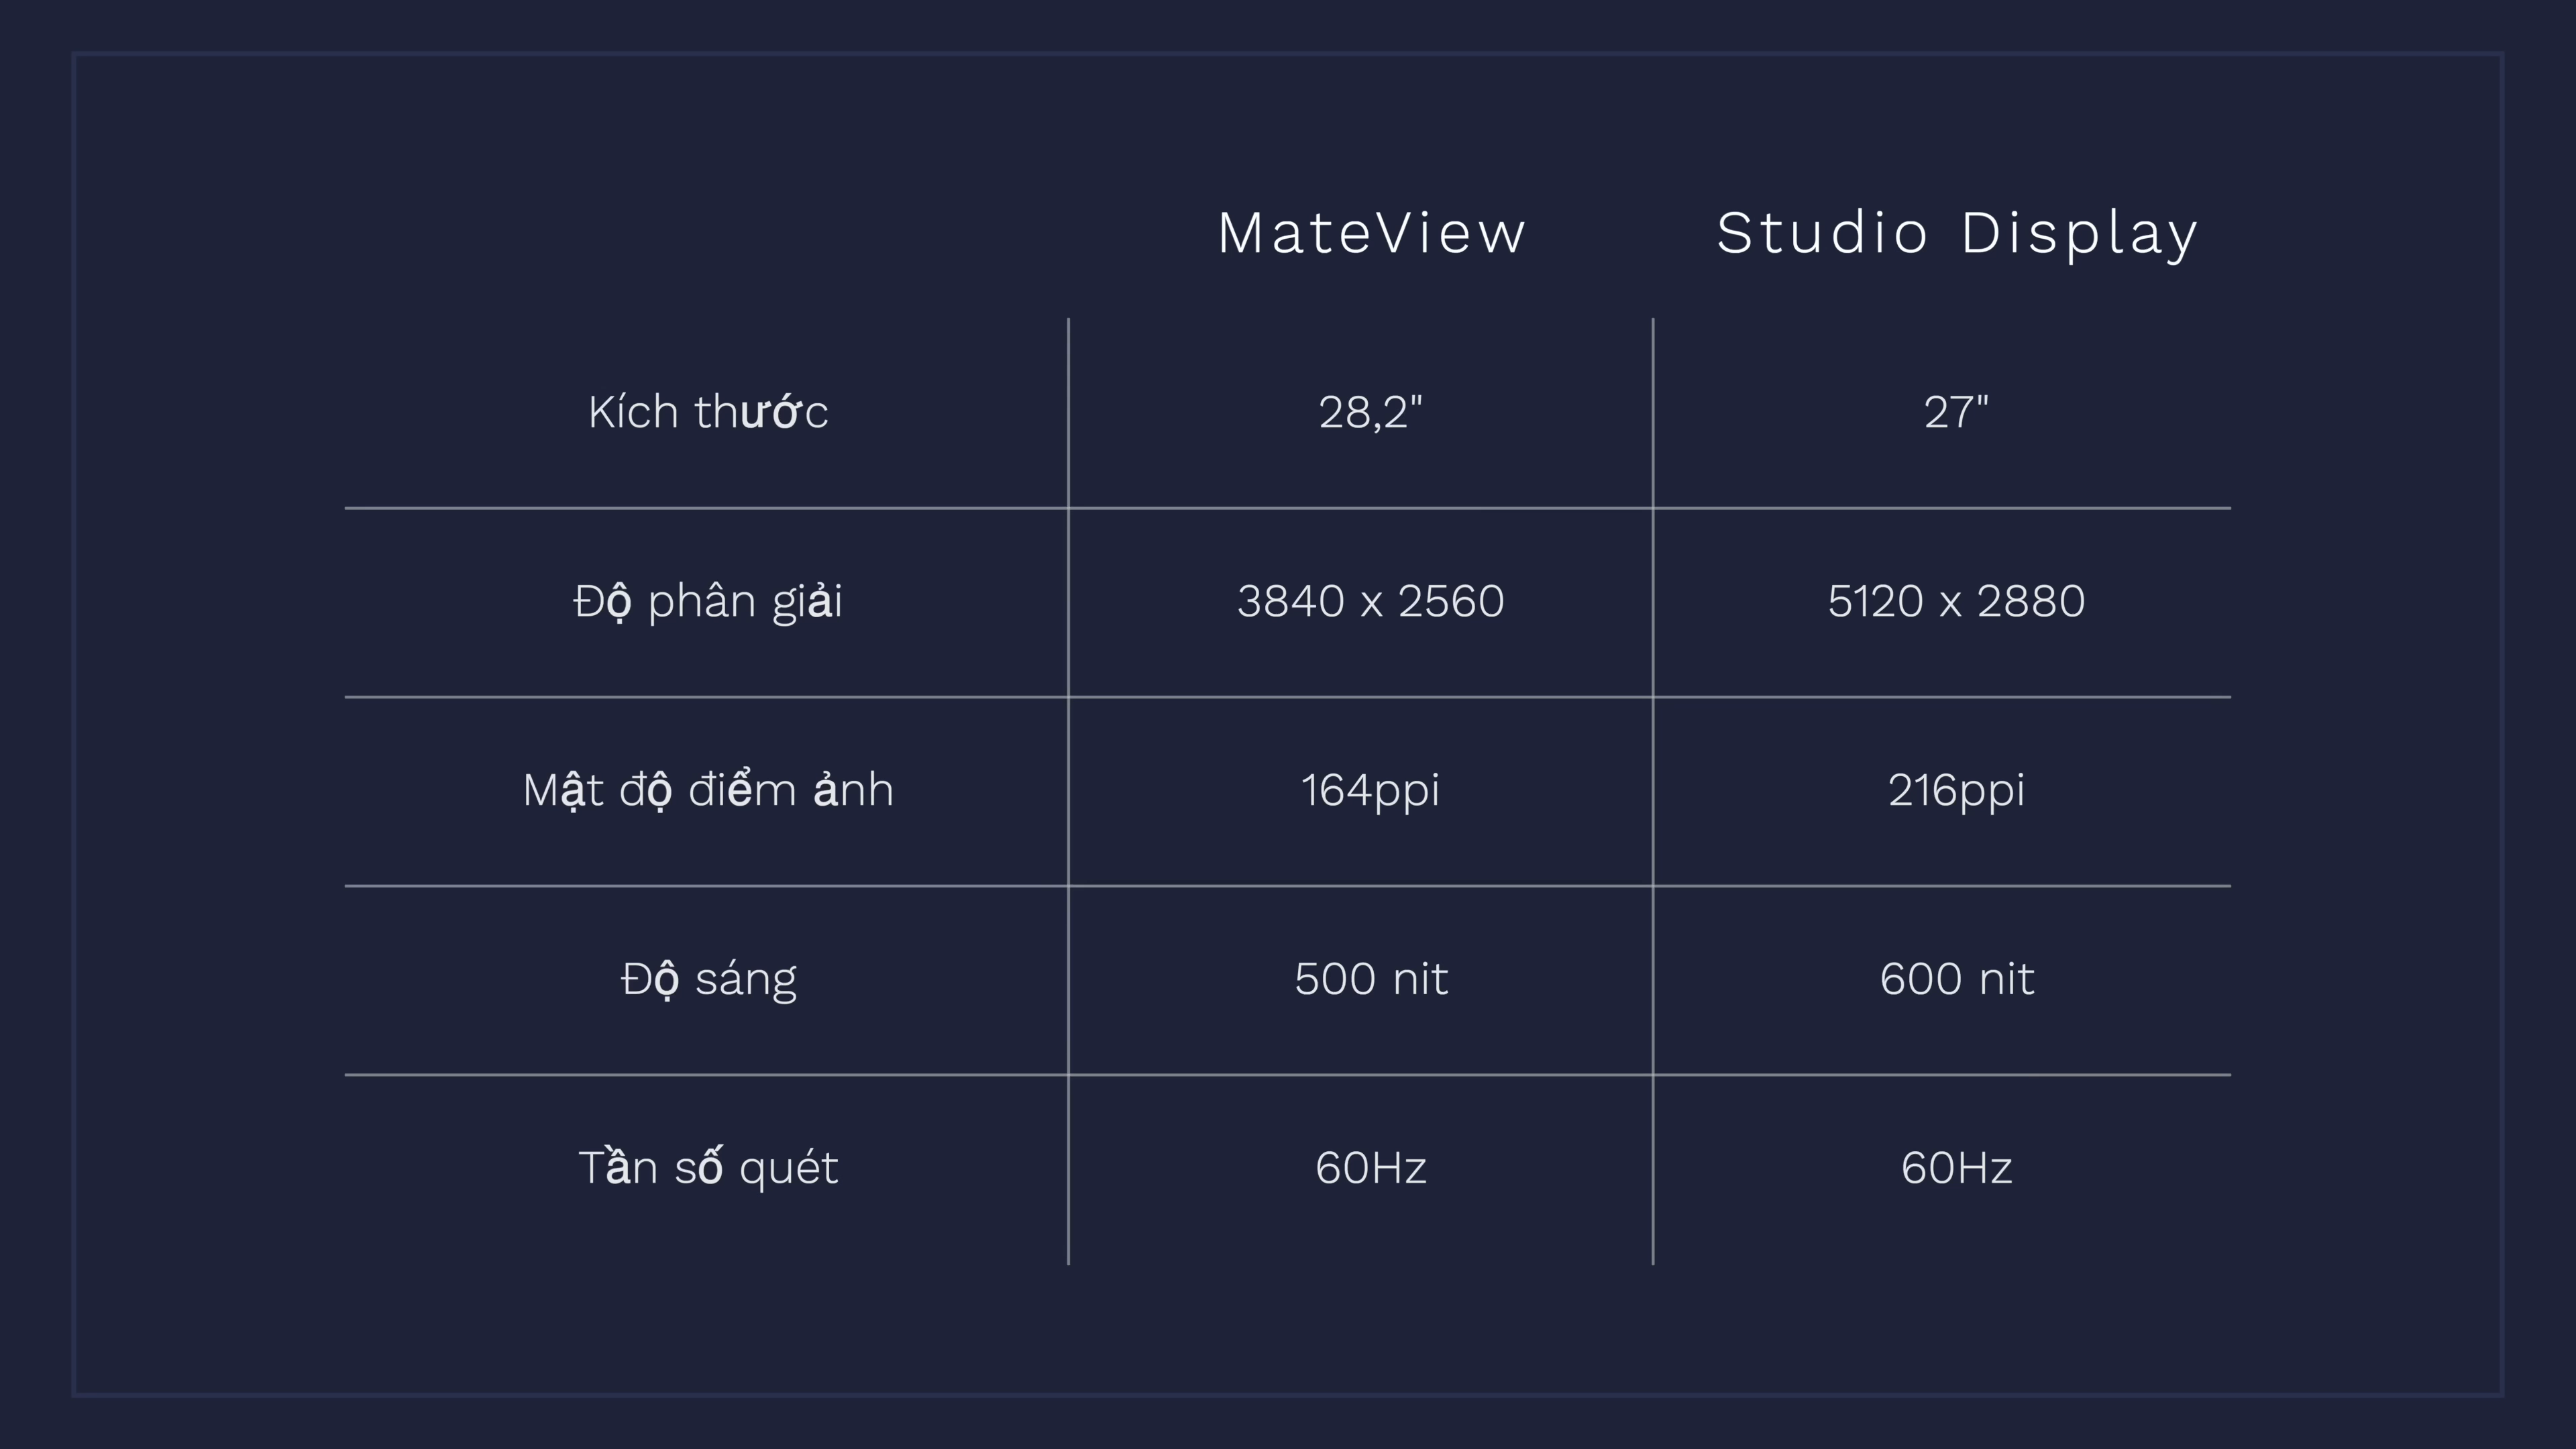 MateView Studio Display
Kích thước 28,2" 27"
Độ phân giải 3840 x 2560 5120 x 2880
Mật độ điểm ảnh 164ppi 216ppi
Độ sáng 500 nit 600 nit
Tần số quét 60Hz 60Hz